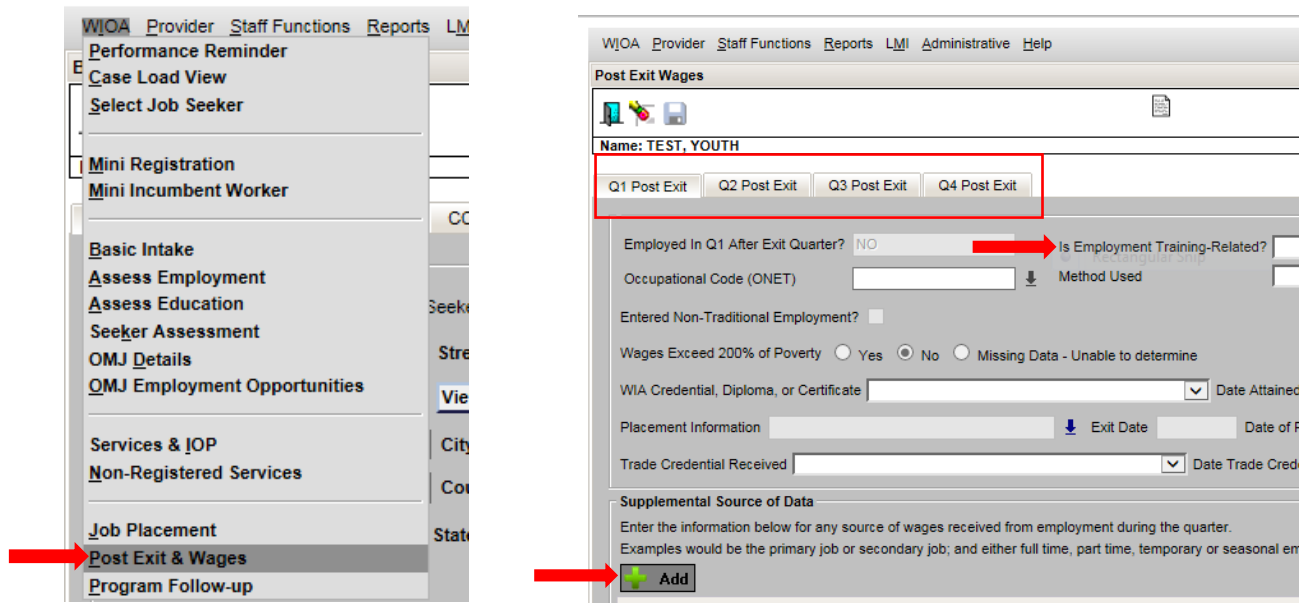 WIOA Provider Staff Functions Reports LM
Performance Reminder
Case Load View
Select Job Seeker
Mini Registration
Mini Incumbent Worker
CO
Basic Intake
Assess Employment
Assess Education
Seeke
Seeker Assessment
OMJ Details
Stre
OMJ Employment Opportunities
Vie
Services & IOP
City
Non-Registered Services
Cou
Job Placement
State
Post Exit & Wages
Program Follow-up
WIOA Provider Staff Functions Reports LMI Administrative Help
Post Exit Wages
Name: TEST, YOUTH
Q1 Post Exit Q2 Post Exit Q3 Post Exit Q4 Post Exit
Employed In Q1 After Exit Quarter? NO Is Employment Training-Related?
Rectangular Snip
Occupational Code (ONET) Method Used
Entered Non-Traditional Employment?
Wages Exceed 200% of Poverty Yes No Missing Data - Unable to determine
WIA Credential, Diploma, or Certificate Date Attained
Placement Information Exit Date Date of
Trade Credential Received Date Trade Cred
Supplemental Source of Data
Enter the information below for any source of wages received from employment during the quarter.
Examples would be the primary job or secondary job; and either full time, part time, temporary or seasonal em
Add